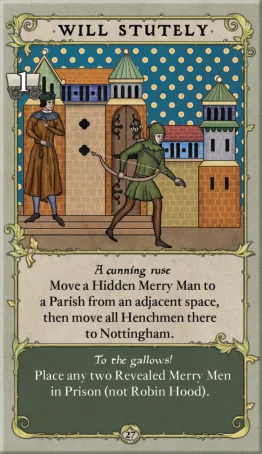 WILL STUTELY
1
A cunning ruse
Move a Hidden Merry Man to
a Parish from an adjacent space,
then move all Henchmen there
to Nottingham.
To the gallows!
Place any two Revealed Merry Men
in Prison (not Robin Hood).
27